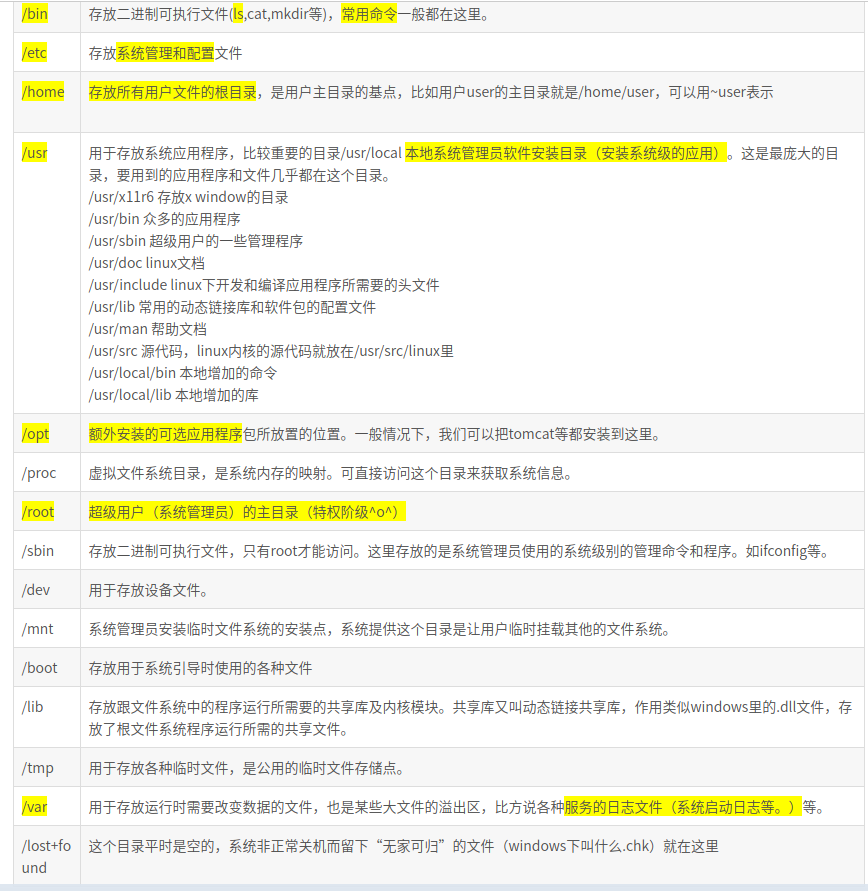 /bin 存放二进制可执行文件(ls,cat,mkdir等)，常用命令一般都在这里。
/etc 存放系统管理和配置文件
/home 存放所有用户文件的根目录，是用户主目录的基点，比如用户user的主目录就是/home/user，可以用~user表示
/usr 用于存放系统应用程序，比较重要的目录/usr/local 本地系统管理员软件安装目录（安装系统级的应用）。这是最庞大的目
录，要用到的应用程序和文件几乎都在这个目录。
/usr/x11r6 存放x window的目录
/usr/bin 众多的应用程序
/usr/sbin 超级用户的一些管理程序
/usr/doc linux文档
/usr/include linux下开发和编译应用程序所需要的头文件
/usr/lib 常用的动态链接库和软件包的配置文件
/usr/man 帮助文档
/usr/src 源代码，linux内核的源代码就放在/usr/src/linux里
/usr/local/bin 本地增加的命令
/usr/local/lib 本地增加的库
/opt 额外安装的可选应用程序包所放置的位置。一般情况下，我们可以把tomcat等都安装到这里。
/proc 虚拟文件系统目录，是系统内存的映射。可直接访问这个目录来获取系统信息。
/root 超级用户（系统管理员）的主目录（特权阶级^o^）
/sbin 存放二进制可执行文件，只有root才能访问。这里存放的是系统管理员使用的系统级别的管理命令和程序。如ifconfig等。
/dev 用于存放设备文件。
/mnt 系统管理员安装临时文件系统的安装点，系统提供这个目录是让用户临时挂载其他的文件系统。
/boot 存放用于系统引导时使用的各种文件
/lib 存放跟文件系统中的程序运行所需要的共享库及内核模块。共享库又叫动态链接共享库，作用类似windows里的.dll文件，存放
了根文件系统程序运行所需的共享文件。
/tmp 用于存放各种临时文件，是公用的临时文件存储点。
/var 用于存放运行时需要改变数据的文件，也是某些大文件的溢出区，比方说各种服务的日志文件（系统启动日志等。）等。
/lost+fo 这个目录平时是空的，系统非正常关机而留下“无家可归”的文件（windows下叫什么.chk）就在这里
und